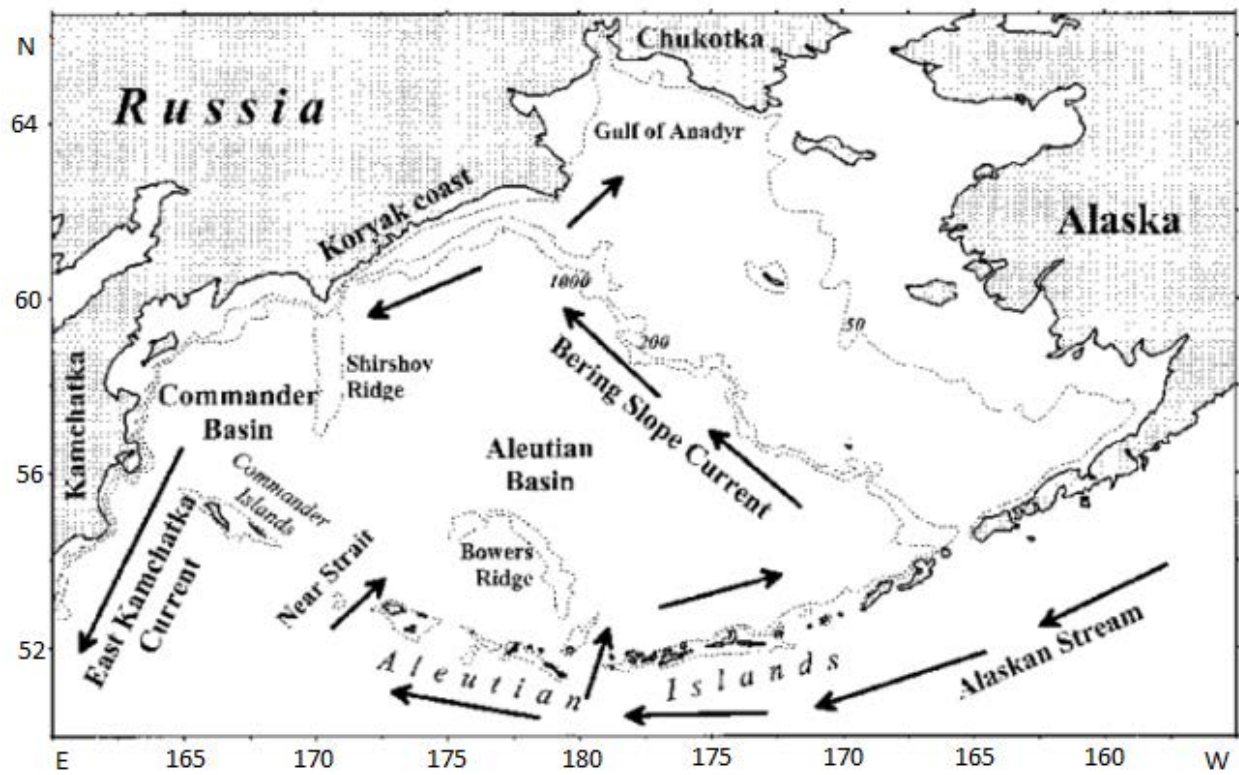 N
Chukotka
Russia
64
Gulf of Anadyr
Koryak coast
Alaska
60
1000
200
50
Bering Slope Current
Shirshov
Ridge
Kamchatka
Commander
Basin
Aleutian
Basin
56
Commander
Islands
Bowers
Ridge
Near Strait
East Kamchatka
Current
52
Aleutian Islands
Alaskan Stream
E 165 170 175 180 175 170 165 160 W